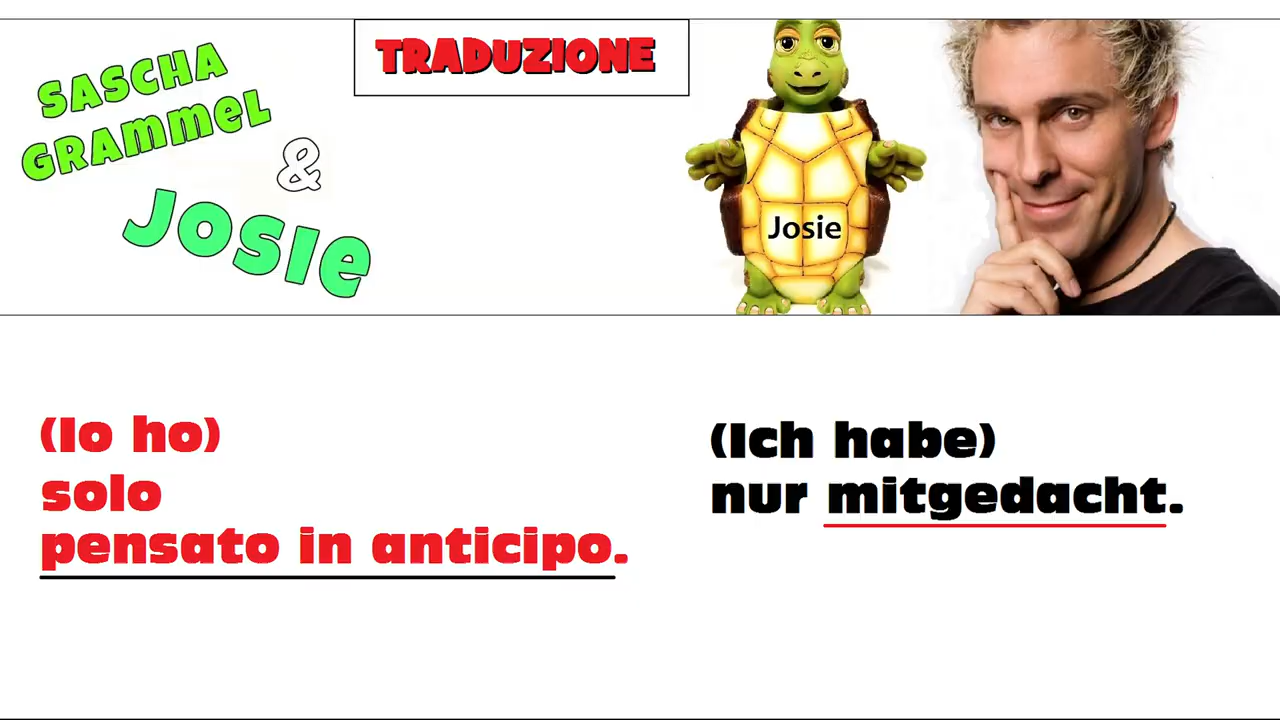 SASCHA
GRAMMEL
&
JOSIE
TRADUZIONE
Josie
(Io ho)
solo
pensato in anticipo.
(Ich habe)
nur mitgedacht.